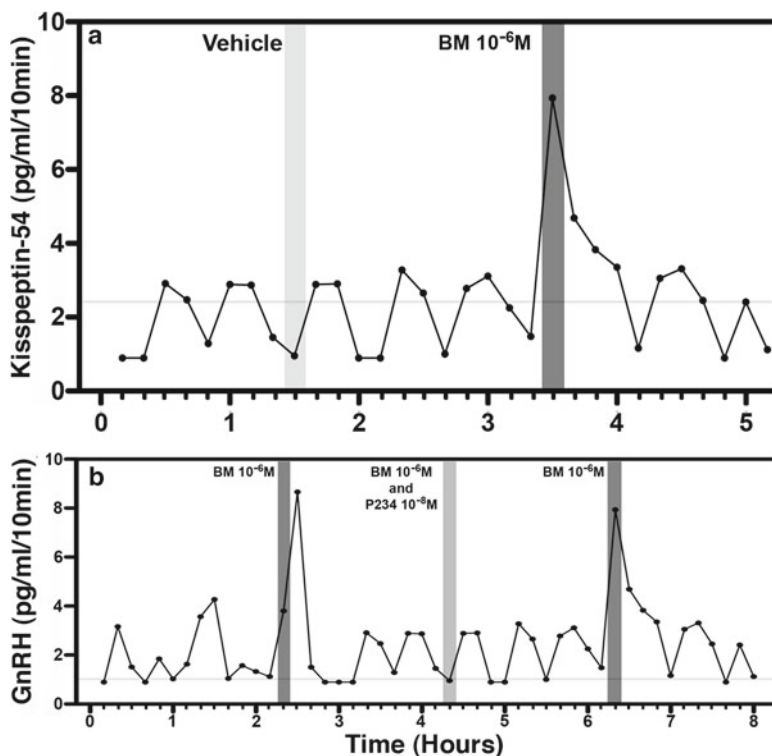 a
Vehicle
BM 10⁻⁶M
Kisspeptin-54 (pg/ml/10min)
10
8
6
4
2
0
0 1 2 3 4 5
b
BM 10⁻⁶M
BM 10⁻⁶M
and
P234 10⁻⁸M
BM 10⁻⁶M
GnRH (pg/ml/10min)
10
8
6
4
2
0
0 1 2 3 4 5 6 7 8
Time (Hours)